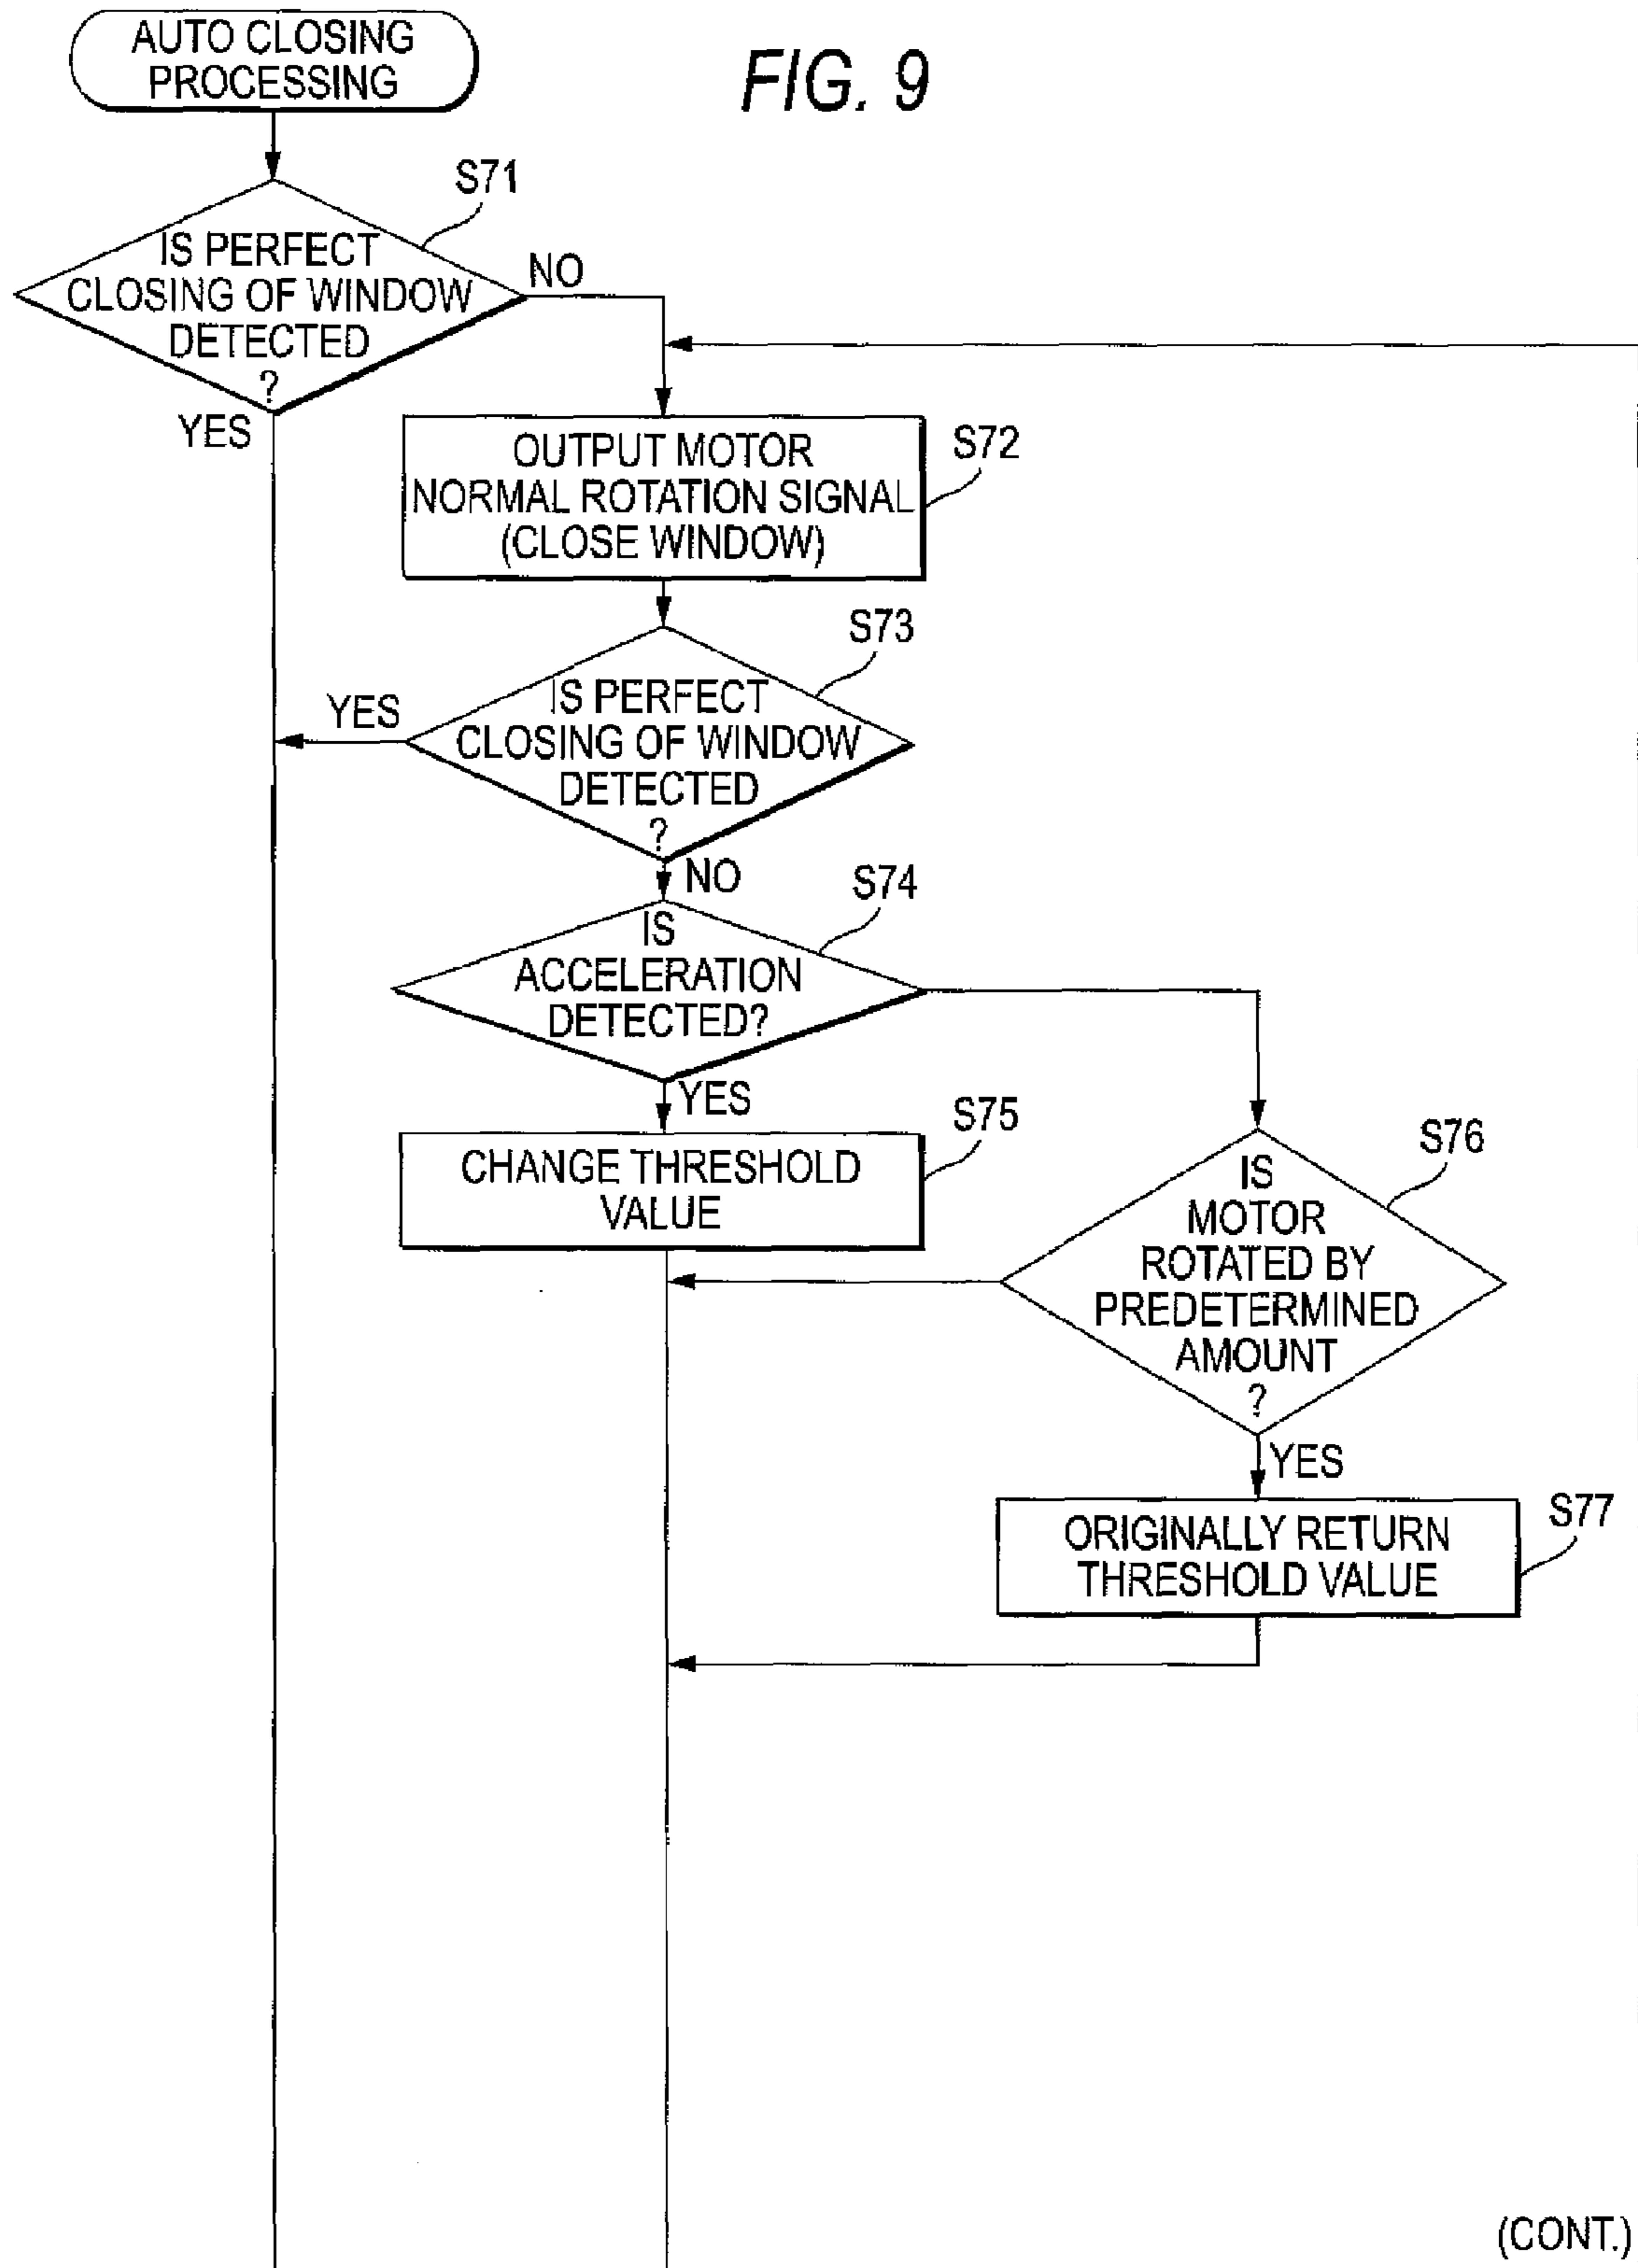 AUTO CLOSING
PROCESSING
FIG. 9
S71
IS PERFECT
CLOSING OF WINDOW
DETECTED
?
NO
YES
OUTPUT MOTOR
NORMAL ROTATION SIGNAL
(CLOSE WINDOW)
S72
S73
IS PERFECT
CLOSING OF WINDOW
DETECTED
?
YES
NO
S74
IS
ACCELERATION
DETECTED?
YES
S75
CHANGE THRESHOLD
VALUE
S76
IS
MOTOR
ROTATED BY
PREDETERMINED
AMOUNT
?
YES
S77
ORIGINALLY RETURN
THRESHOLD VALUE
(CONT.)